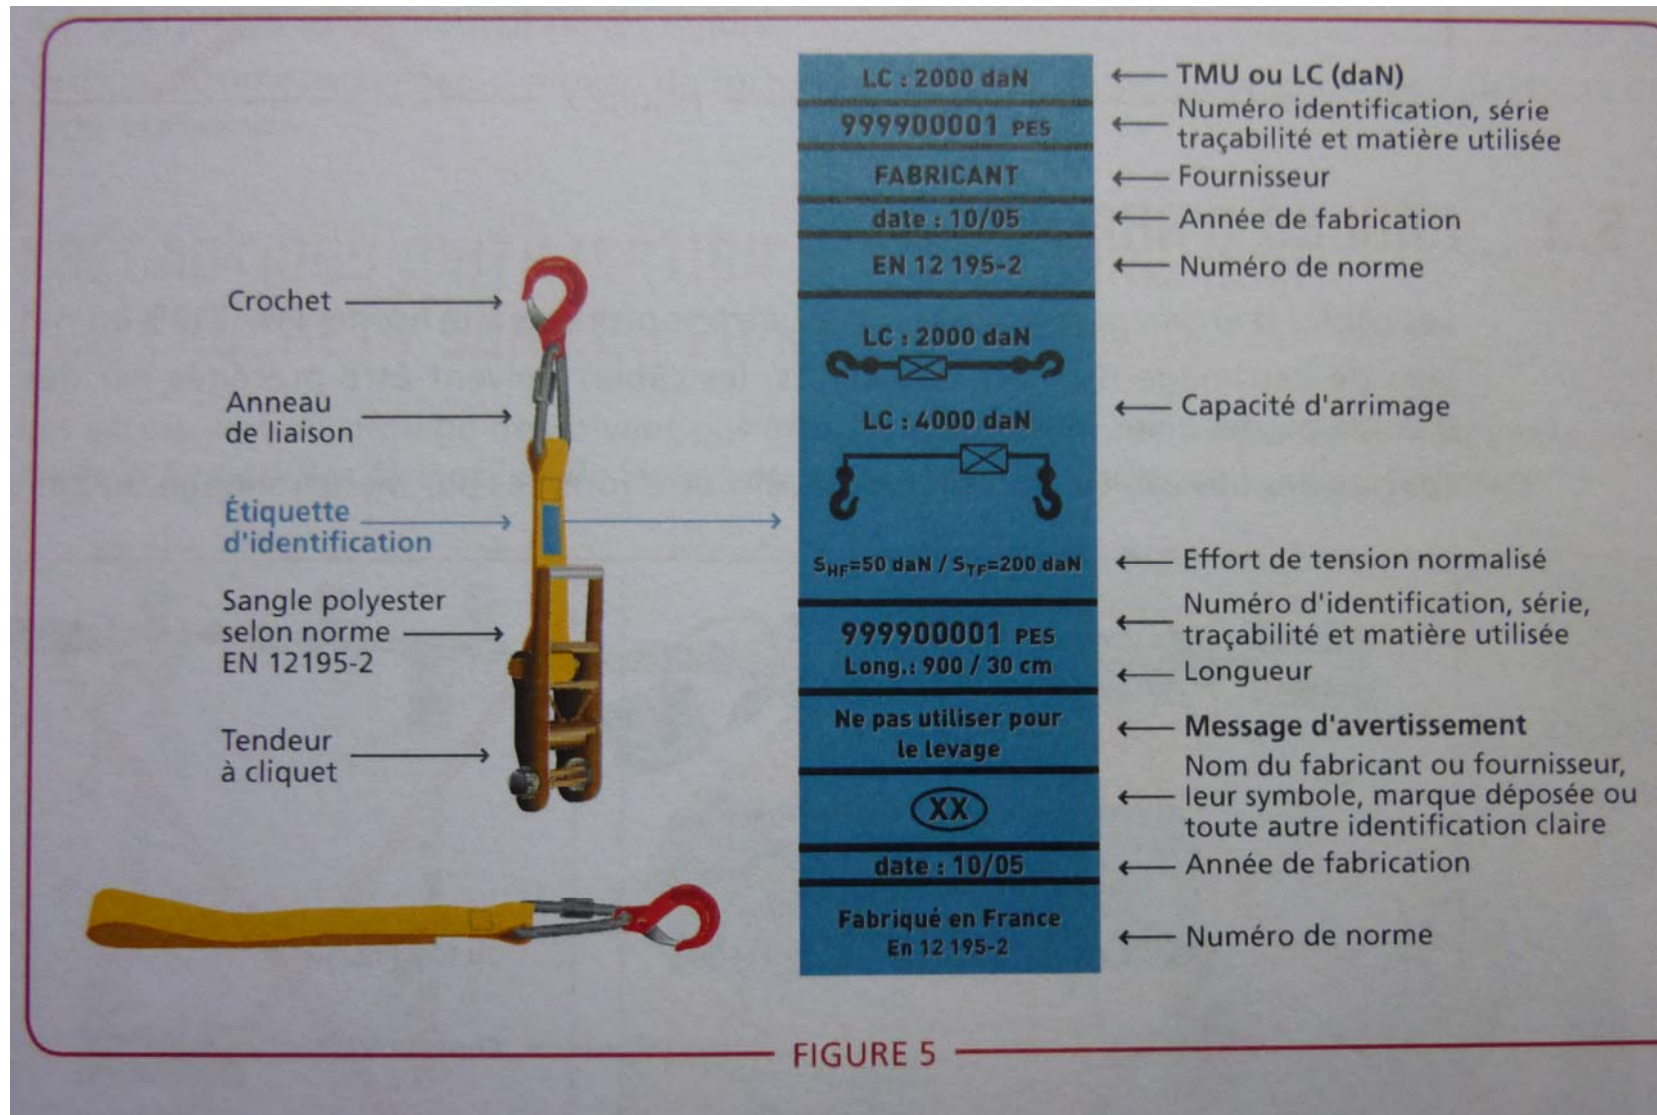 Crochet
Anneau
de liaison
Étiquette
d'identification
Sangle polyester
selon norme
EN 12195-2
Tendeur
à cliquet
LC : 2000 daN
999900001 PES
FABRICANT
date : 10/05
EN 12 195-2
LC : 2000 daN
LC : 4000 daN
SHF=50 daN / STF=200 daN
999900001 PES
Long.: 900 / 30 cm
Ne pas utiliser pour
le levage
XX
date : 10/05
Fabriqué en France
En 12 195-2
TMU ou LC (daN)
Numéro identification, série
traçabilité et matière utilisée
Fournisseur
Année de fabrication
Numéro de norme
Capacité d'arrimage
Effort de tension normalisé
Numéro d'identification, série,
traçabilité et matière utilisée
Longueur
Message d'avertissement
Nom du fabricant ou fournisseur,
leur symbole, marque déposée ou
toute autre identification claire
Année de fabrication
Numéro de norme
FIGURE 5